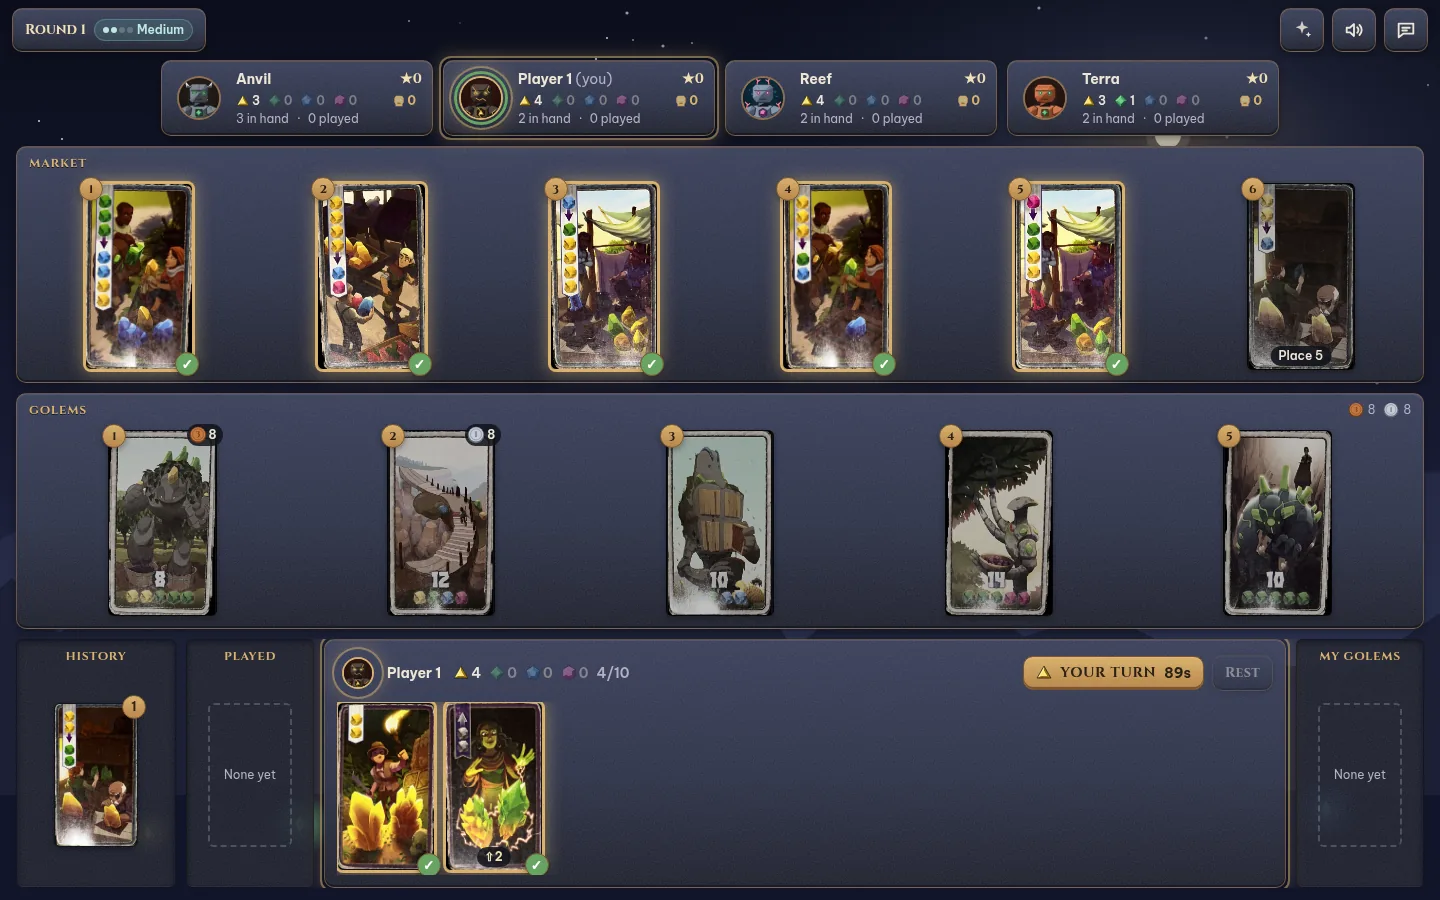 ROUND 1 Medium
Anvil ★0
3 0 0 0 0
3 in hand · 0 played
Player 1 (you) ★0
4 0 0 0 0
2 in hand · 0 played
Reef ★0
4 0 0 0 0
2 in hand · 0 played
Terra ★0
3 1 0 0 0
2 in hand · 0 played
MARKET
1 2 3 4 5 6
Place 5
GOLEMS 8 8
1 8 2 8 3 4 5
8 12 10 14 10
HISTORY
1
PLAYED
None yet
Player 1 4 0 0 0 4/10
YOUR TURN 89s REST
⇧2
MY GOLEMS
None yet